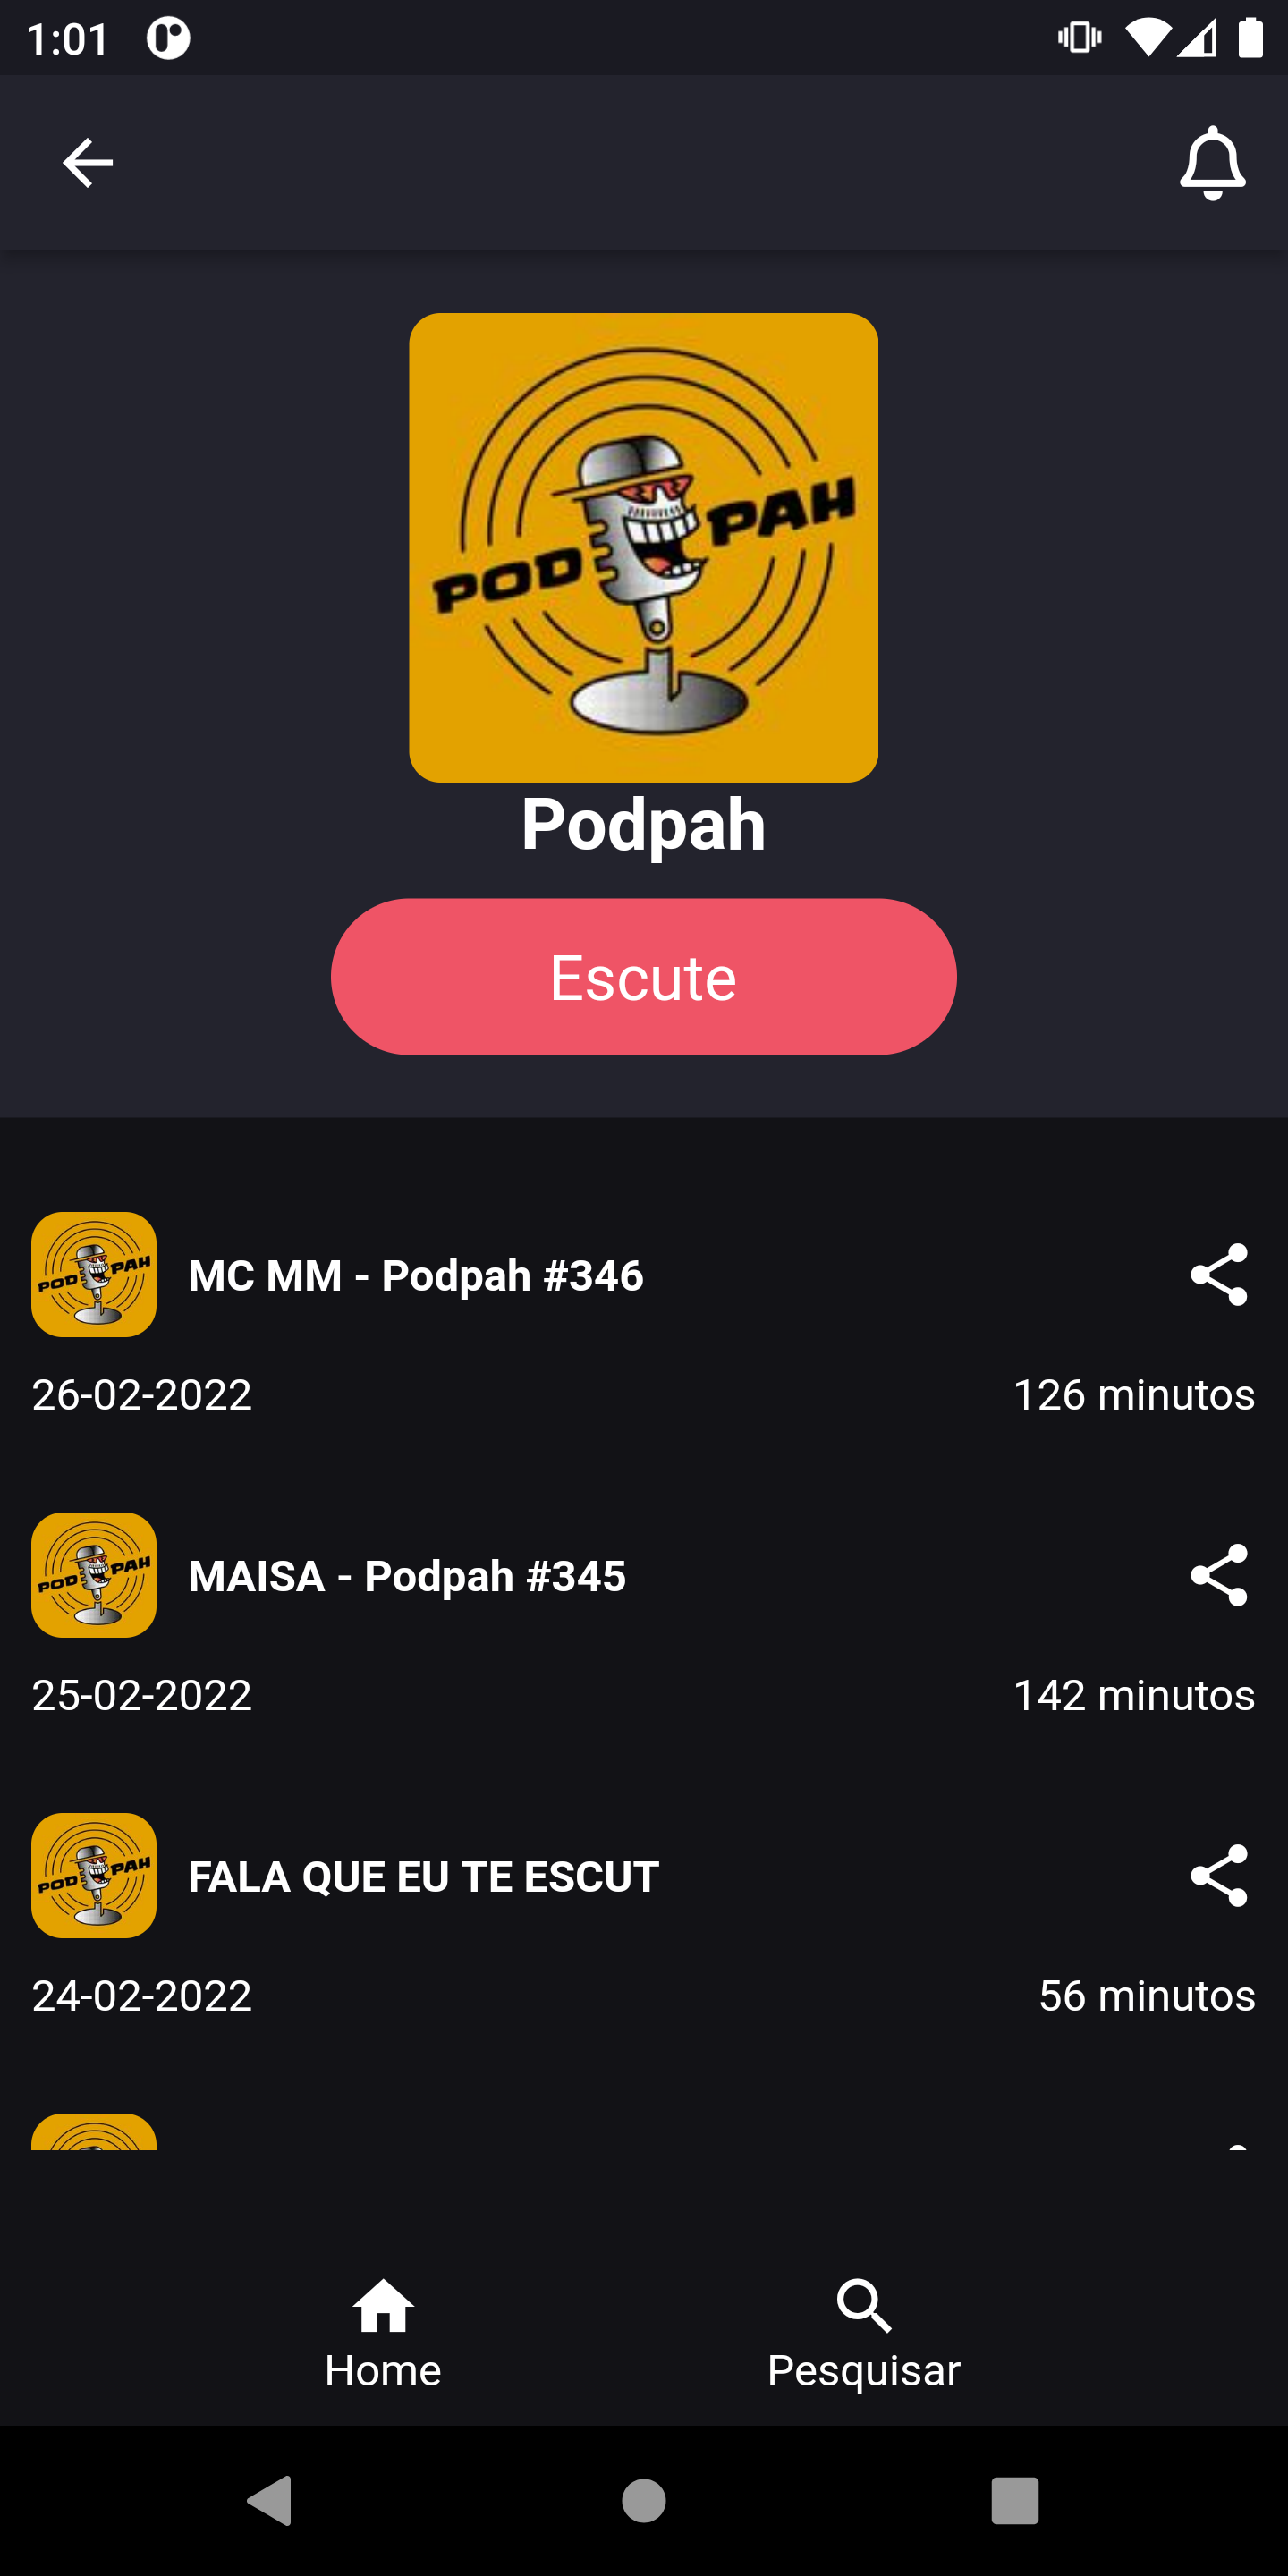 1:01
POD PAH
Podpah
Escute
POD PAH
MC MM - Podpah #346
26-02-2022
126 minutos
POD PAH
MAISA - Podpah #345
25-02-2022
142 minutos
POD PAH
FALA QUE EU TE ESCUT
24-02-2022
56 minutos
Home
Pesquisar